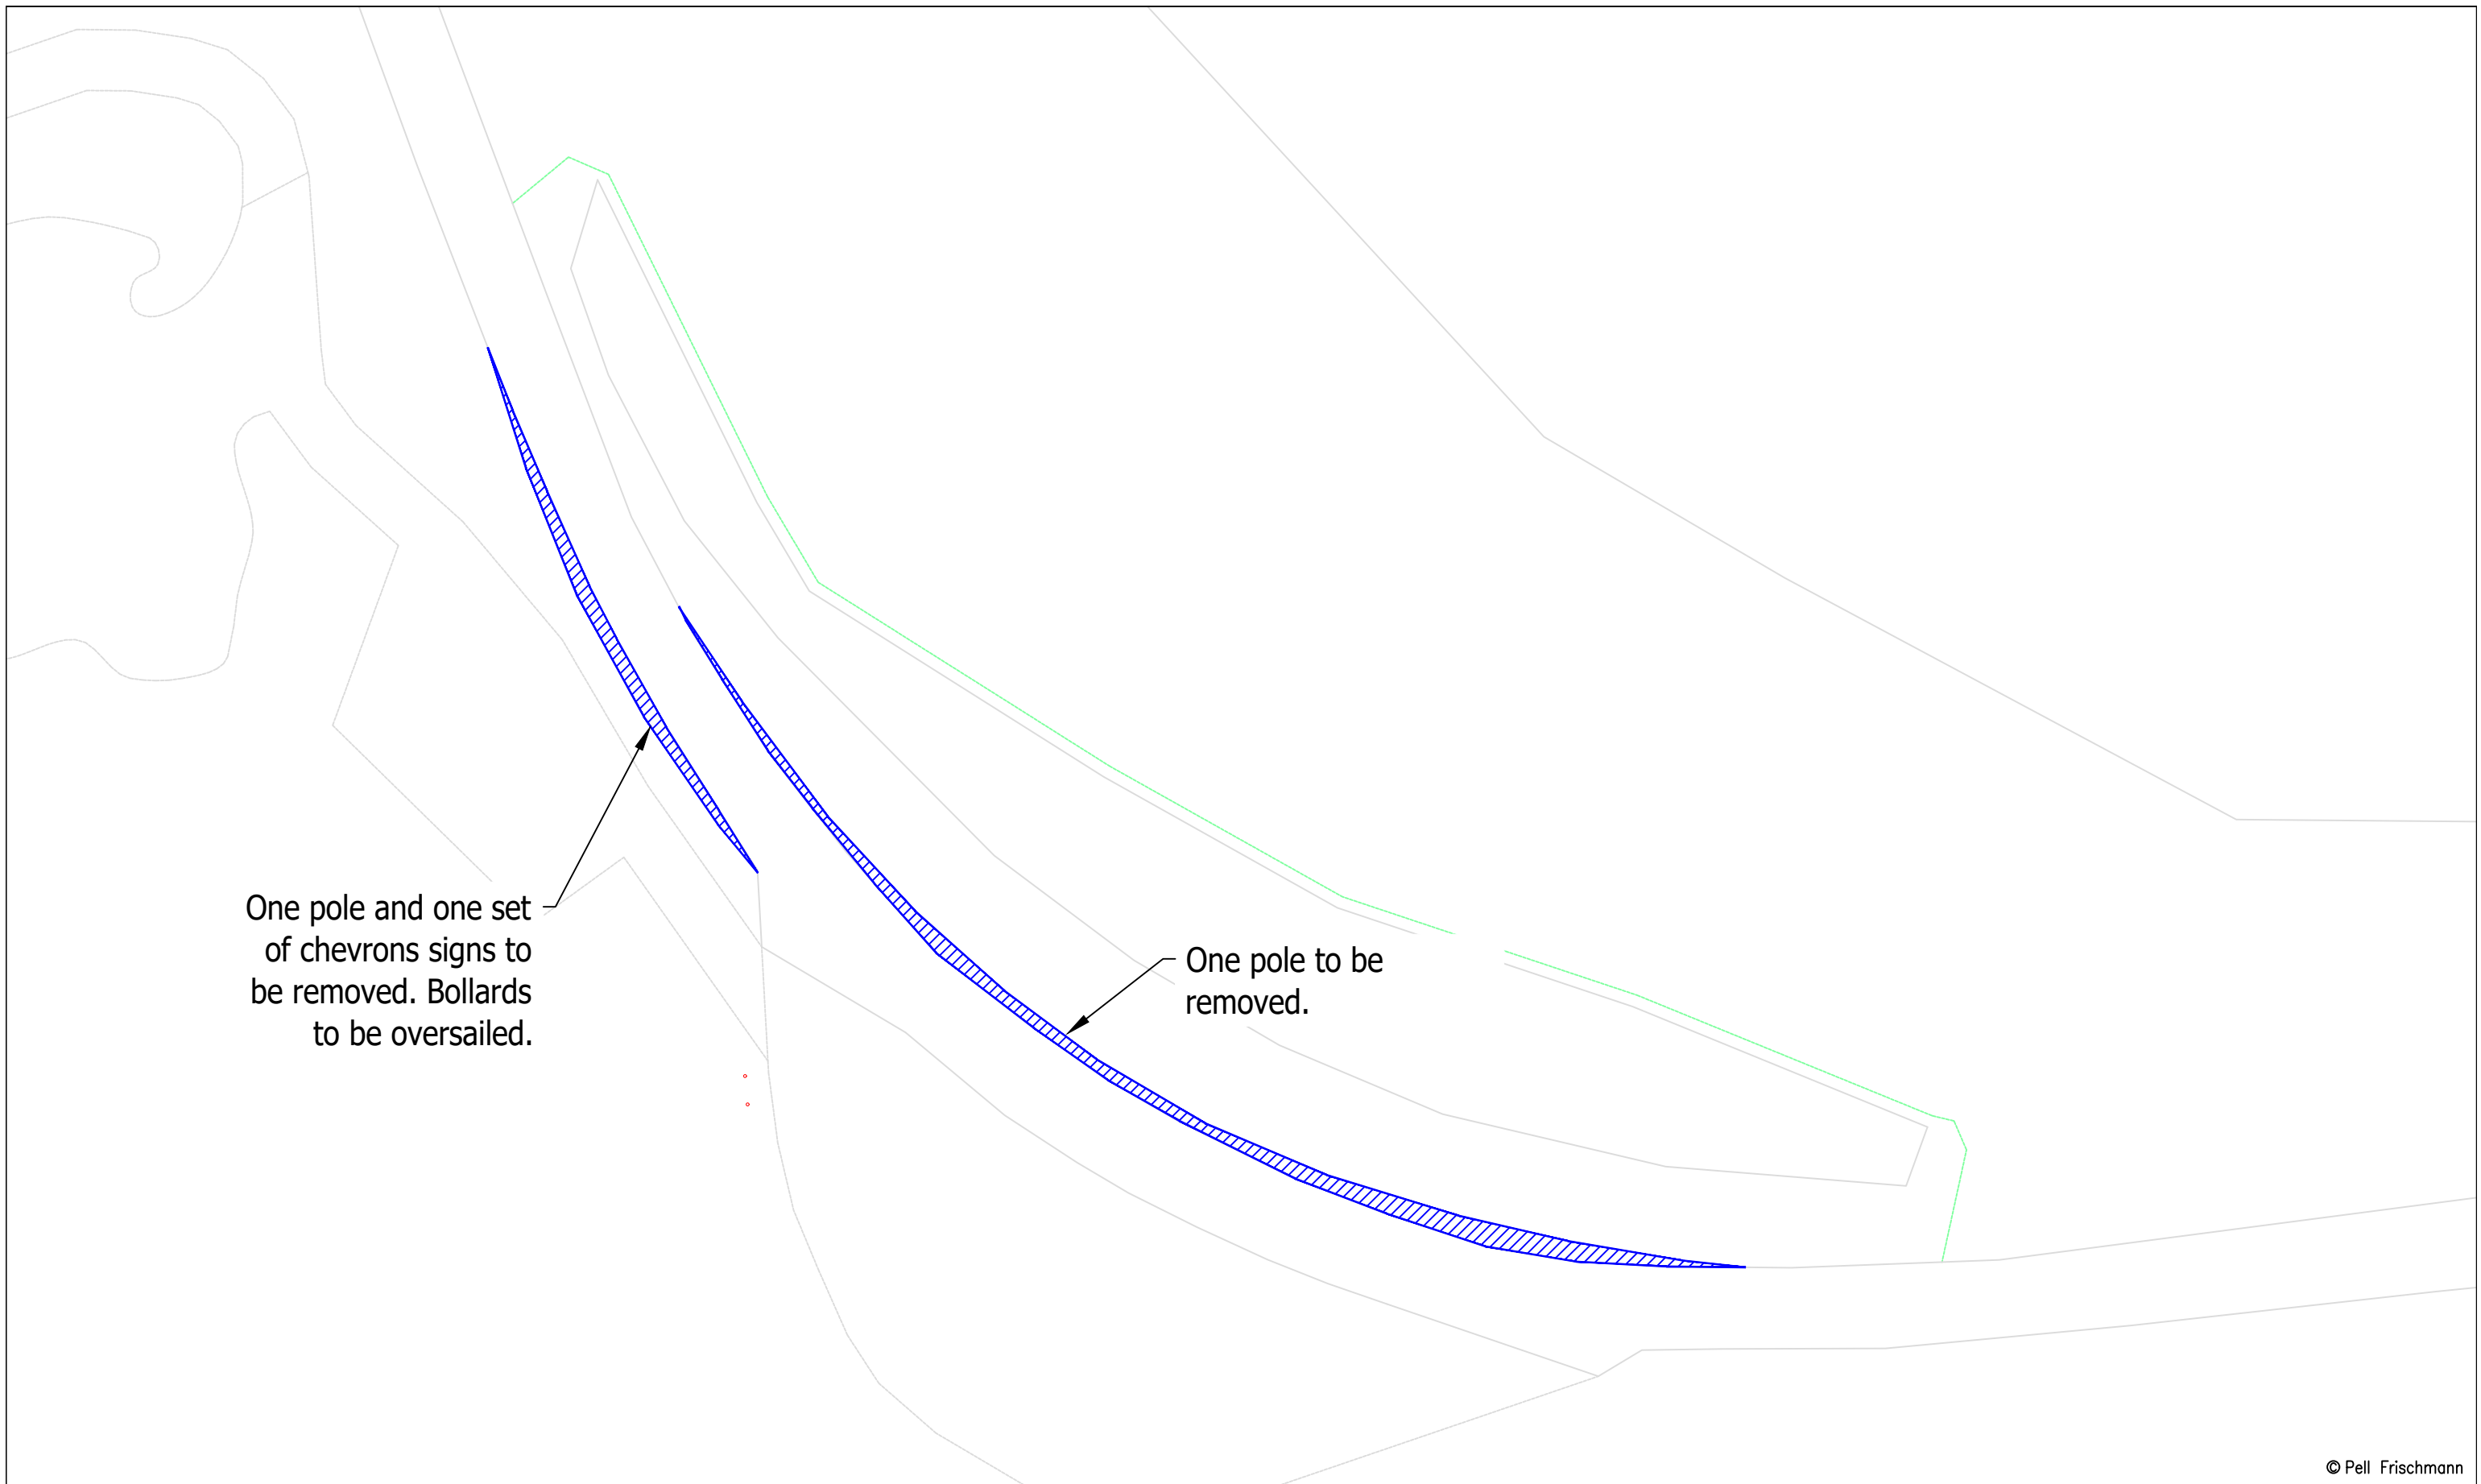 One pole and one set
of chevrons signs to
be removed. Bollards
to be oversailed.
One pole to be
removed.
© Pell Frischmann